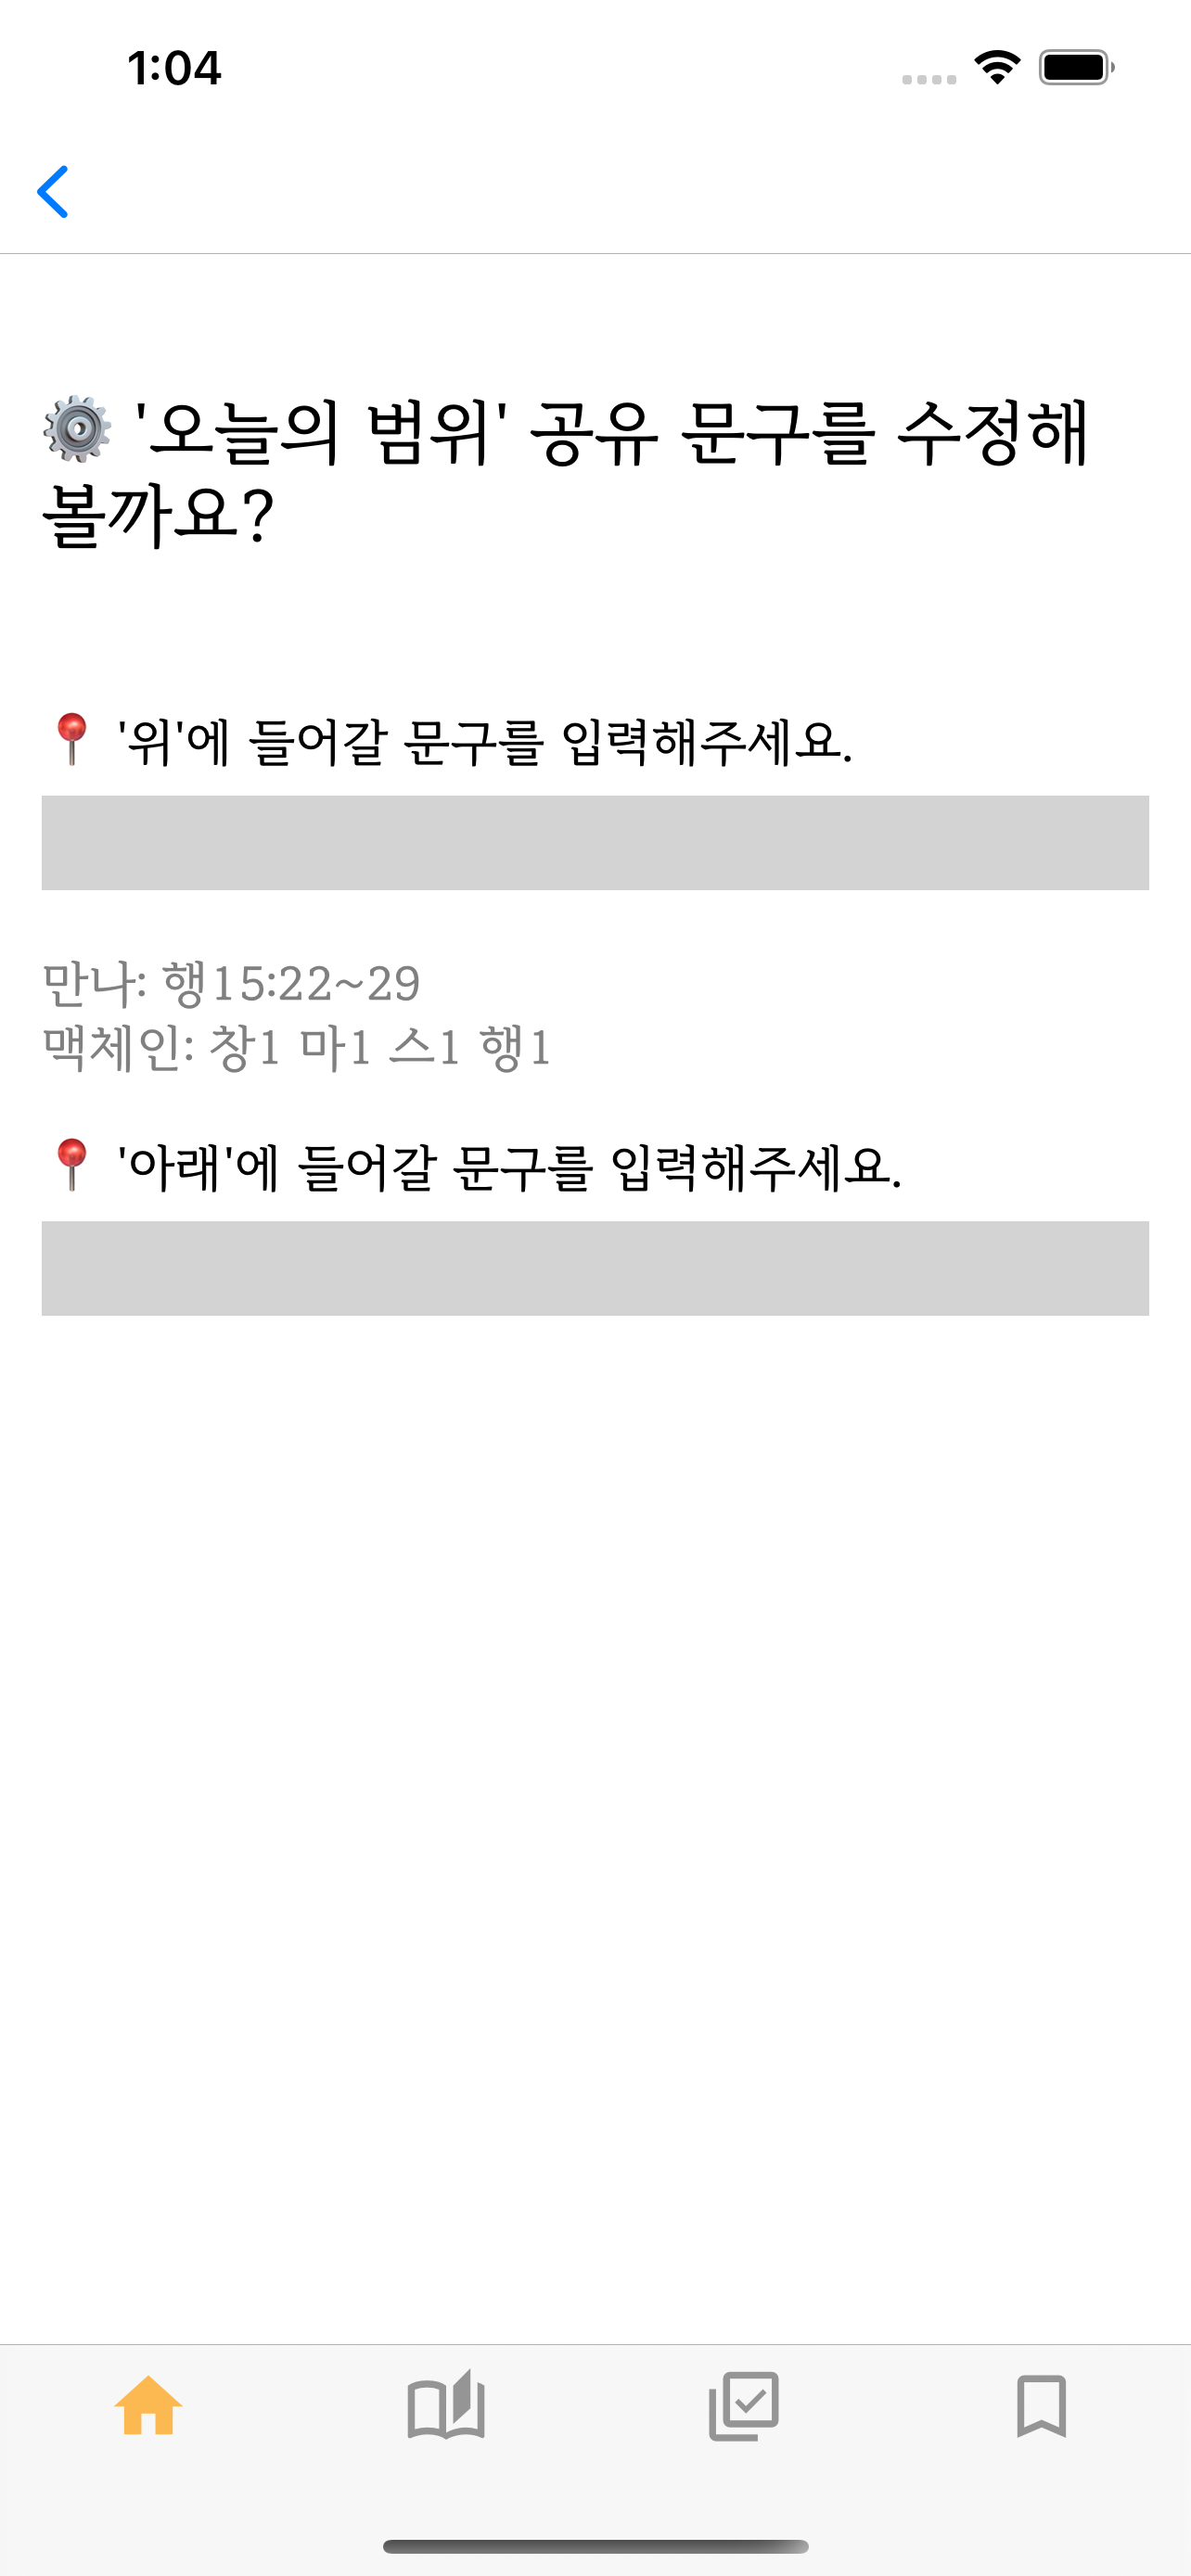 1:04
⚙️ '오늘의 범위' 공유 문구를 수정해
볼까요?
📍 '위'에 들어갈 문구를 입력해주세요.
만나: 행15:22~29
맥체인: 창1 마1 스1 행1
📍 '아래'에 들어갈 문구를 입력해주세요.